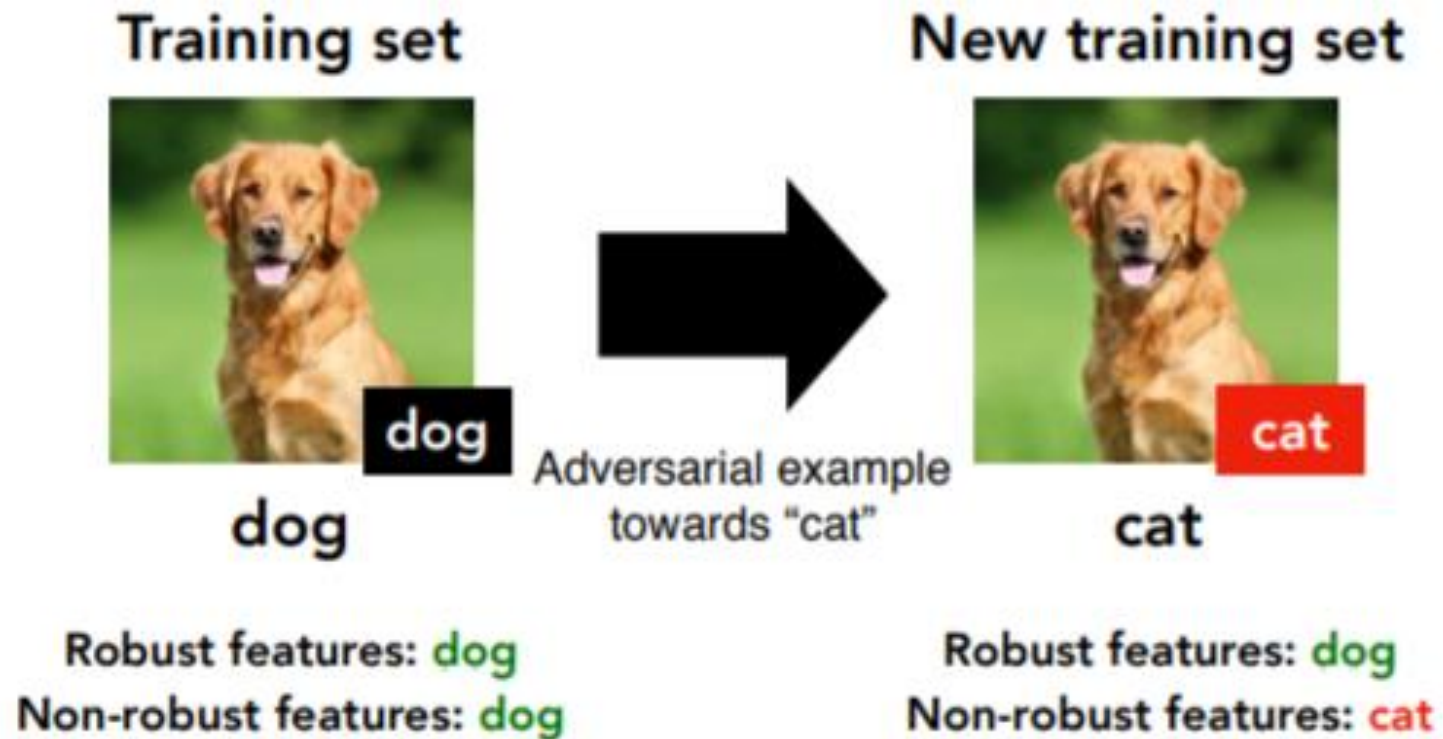 Training set
New training set
dog
cat
Adversarial example
towards “cat”
dog
cat
Robust features: dog
Non-robust features: dog
Robust features: dog
Non-robust features: cat